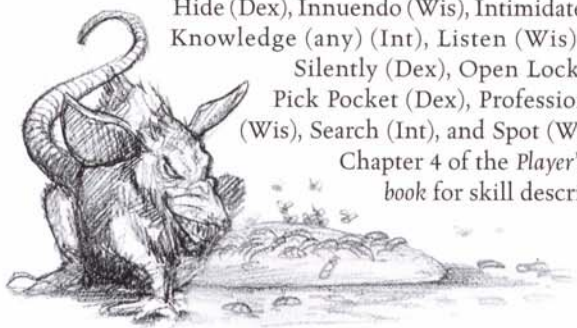 Hide (Dex), Innuendo (Wis), Intimidate
Knowledge (any) (Int), Listen (Wis)
Silently (Dex), Open Lock
Pick Pocket (Dex), Professio
(Wis), Search (Int), and Spot (W
Chapter 4 of the Player'
book for skill descri